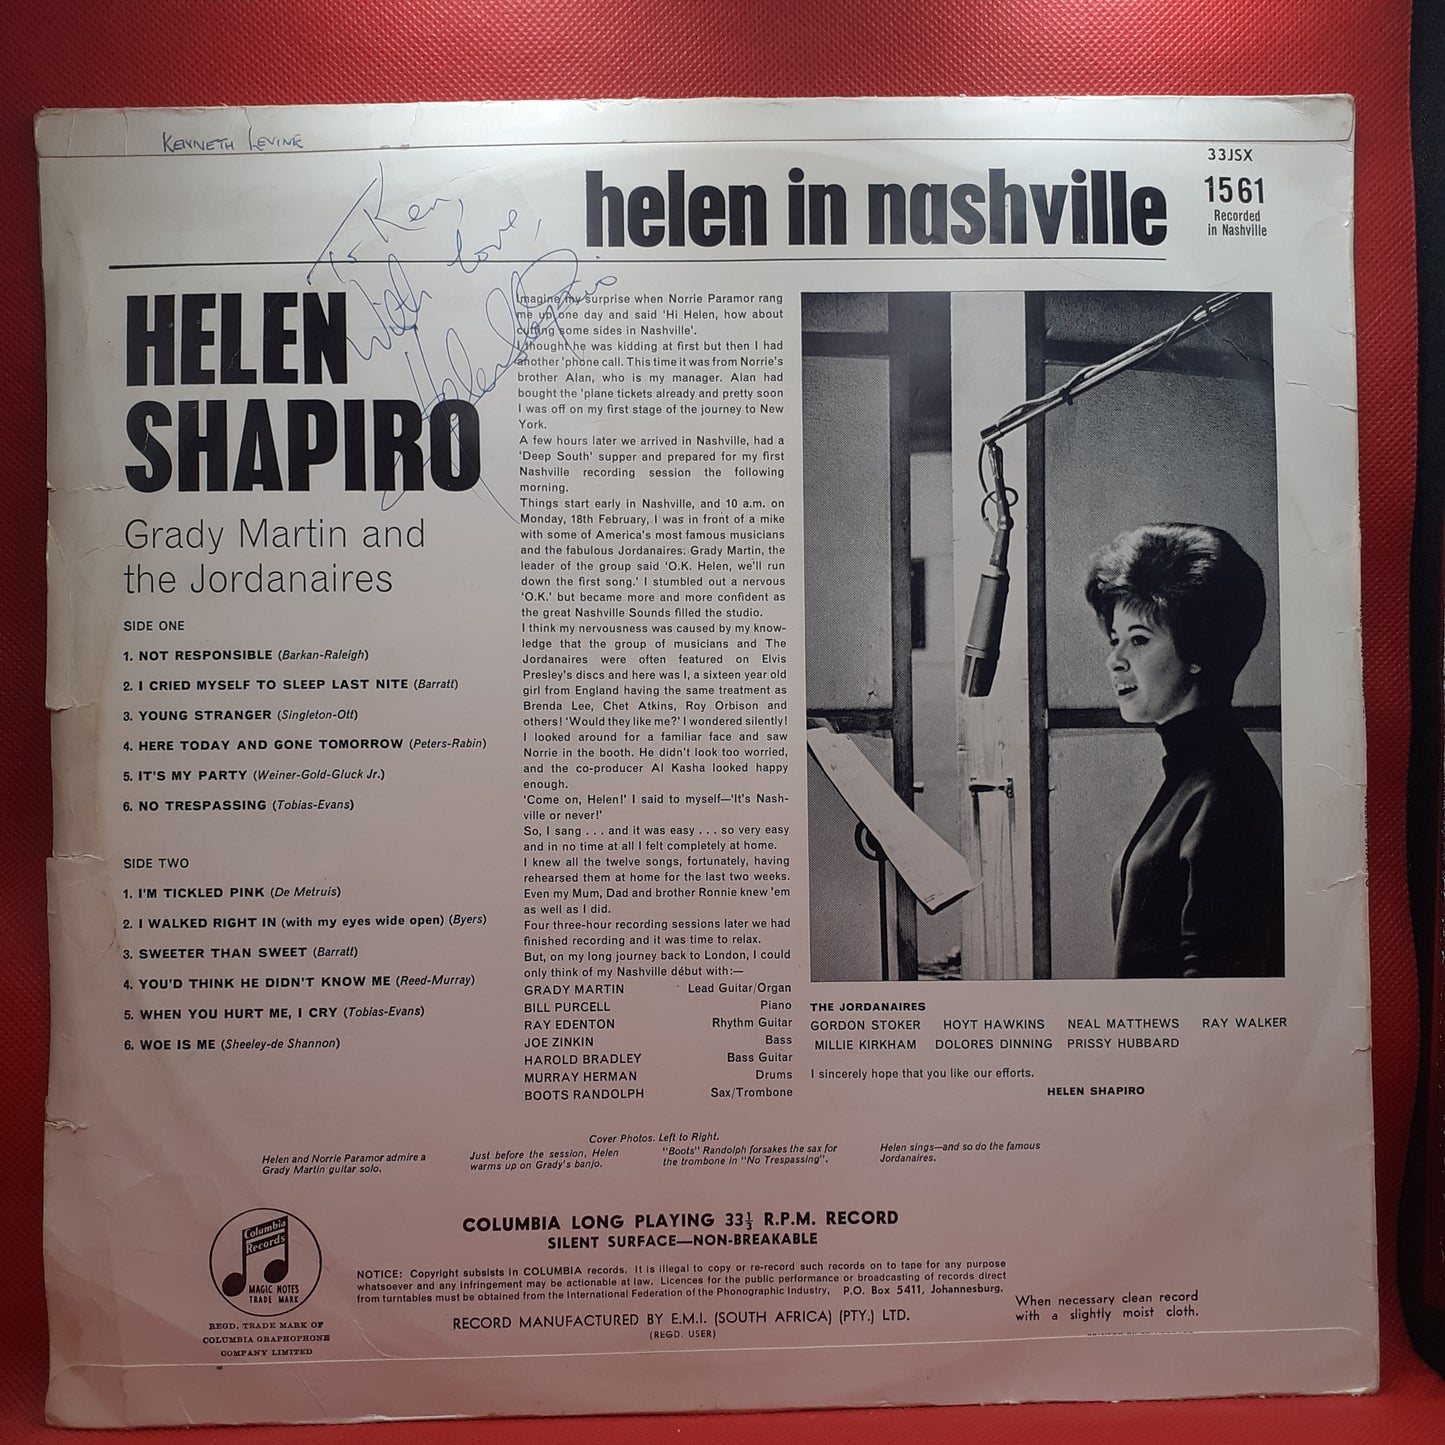 KENNETH LEVINE
To Ken,
With love,
Helen Shapiro
33JSX
1561
Recorded
in Nashville
helen in nashville
HELEN
SHAPIRO
Grady Martin and
the Jordanaires
SIDE ONE
1. NOT RESPONSIBLE (Barkan-Raleigh)
2. I CRIED MYSELF TO SLEEP LAST NITE (Barratt)
3. YOUNG STRANGER (Singleton-Ott)
4. HERE TODAY AND GONE TOMORROW (Peters-Rabin)
5. IT'S MY PARTY (Weiner-Gold-Gluck Jr.)
6. NO TRESPASSING (Tobias-Evans)
SIDE TWO
1. I'M TICKLED PINK (De Metruis)
2. I WALKED RIGHT IN (with my eyes wide open) (Byers)
3. SWEETER THAN SWEET (Barratt)
4. YOU'D THINK HE DIDN'T KNOW ME (Reed-Murray)
5. WHEN YOU HURT ME, I CRY (Tobias-Evans)
6. WOE IS ME (Sheeley-de Shannon)
Imagine my surprise when Norrie Paramor rang
me up one day and said 'Hi Helen, how about
cutting some sides in Nashville'.
I thought he was kidding at first but then I had
another 'phone call. This time it was from Norrie's
brother Alan, who is my manager. Alan had
bought the 'plane tickets already and pretty soon
I was off on my first stage of the journey to New
York.
A few hours later we arrived in Nashville, had a
'Deep South' supper and prepared for my first
Nashville recording session the following
morning.
Things start early in Nashville, and 10 a.m. on
Monday, 18th February, I was in front of a mike
with some of America's most famous musicians
and the fabulous Jordanaires. Grady Martin, the
leader of the group said 'O.K. Helen, we'll run
down the first song.' I stumbled out a nervous
'O.K.' but became more and more confident as
the great Nashville Sounds filled the studio.
I think my nervousness was caused by my know-
ledge that the group of musicians and The
Jordanaires were often featured on Elvis
Presley's discs and here was I, a sixteen year old
girl from England having the same treatment as
Brenda Lee, Chet Atkins, Roy Orbison and
others! 'Would they like me?' I wondered silently!
I looked around for a familiar face and saw
Norrie in the booth. He didn't look too worried,
and the co-producer Al Kasha looked happy
enough.
'Come on, Helen!' I said to myself—'It's Nash-
ville or never!'
So, I sang . . . and it was easy . . . so very easy
and in no time at all I felt completely at home.
I knew all the twelve songs, fortunately, having
rehearsed them at home for the last two weeks.
Even my Mum, Dad and brother Ronnie knew 'em
as well as I did.
Four three-hour recording sessions later we had
finished recording and it was time to relax.
But, on my long journey back to London, I could
only think of my Nashville début with:—
GRADY MARTIN Lead Guitar/Organ
BILL PURCELL Piano
RAY EDENTON Rhythm Guitar
JOE ZINKIN Bass
HAROLD BRADLEY Bass Guitar
MURRAY HERMAN Drums
BOOTS RANDOLPH Sax/Trombone
THE JORDANAIRES
GORDON STOKER HOYT HAWKINS NEAL MATTHEWS RAY WALKER
MILLIE KIRKHAM DOLORES DINNING PRISSY HUBBARD
I sincerely hope that you like our efforts.
HELEN SHAPIRO
Cover Photos. Left to Right.
Helen and Norrie Paramor admire a
Grady Martin guitar solo.
Just before the session, Helen
warms up on Grady's banjo.
"Boots" Randolph forsakes the sax for
the trombone in "No Trespassing".
Helen sings—and so do the famous
Jordanaires.
Columbia
Records
MAGIC NOTES
TRADE MARK
REGD. TRADE MARK OF
COLUMBIA GRAPHOPHONE
COMPANY LIMITED
COLUMBIA LONG PLAYING 33⅓ R.P.M. RECORD
SILENT SURFACE—NON-BREAKABLE
NOTICE: Copyright subsists in COLUMBIA records. It is illegal to copy or re-record such records on to tape for any purpose
whatsoever and any infringement may be actionable at law. Licences for the public performance or broadcasting of records direct
from turntables must be obtained from the International Federation of the Phonographic Industry, P.O. Box 5411, Johannesburg.
RECORD MANUFACTURED BY E.M.I. (SOUTH AFRICA) (PTY.) LTD.
(REGD. USER)
When necessary clean record
with a slightly moist cloth.